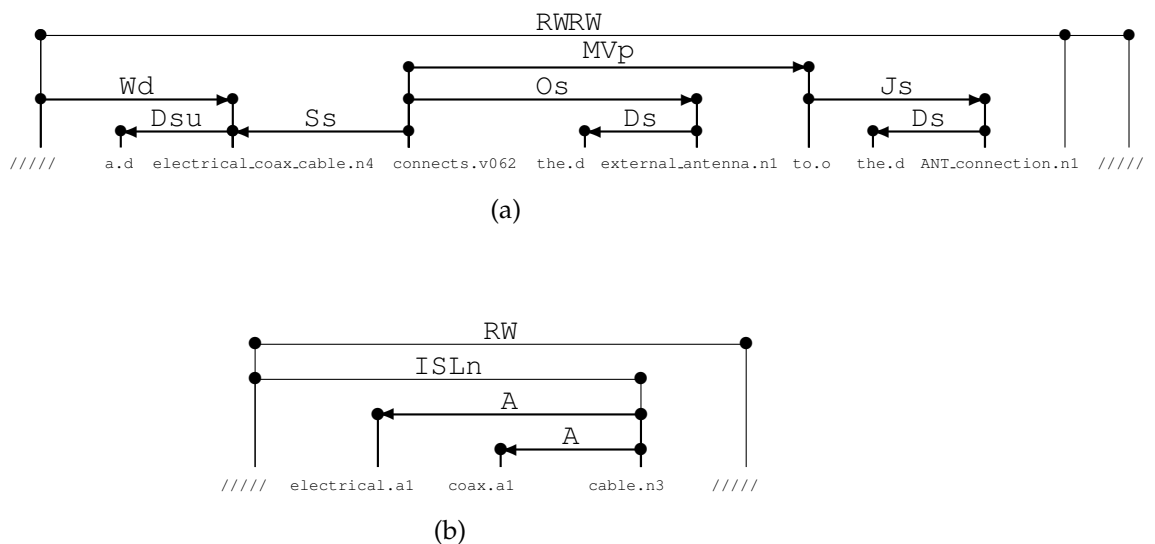 RWRW
MVp
Wd Os Js
Dsu Ss Ds Ds
///// a.d electrical_coax_cable.n4 connects.v062 the.d external_antenna.n1 to.o the.d ANT_connection.n1 /////
(a)
RW
ISLn
A
A
///// electrical.a1 coax.a1 cable.n3 /////
(b)